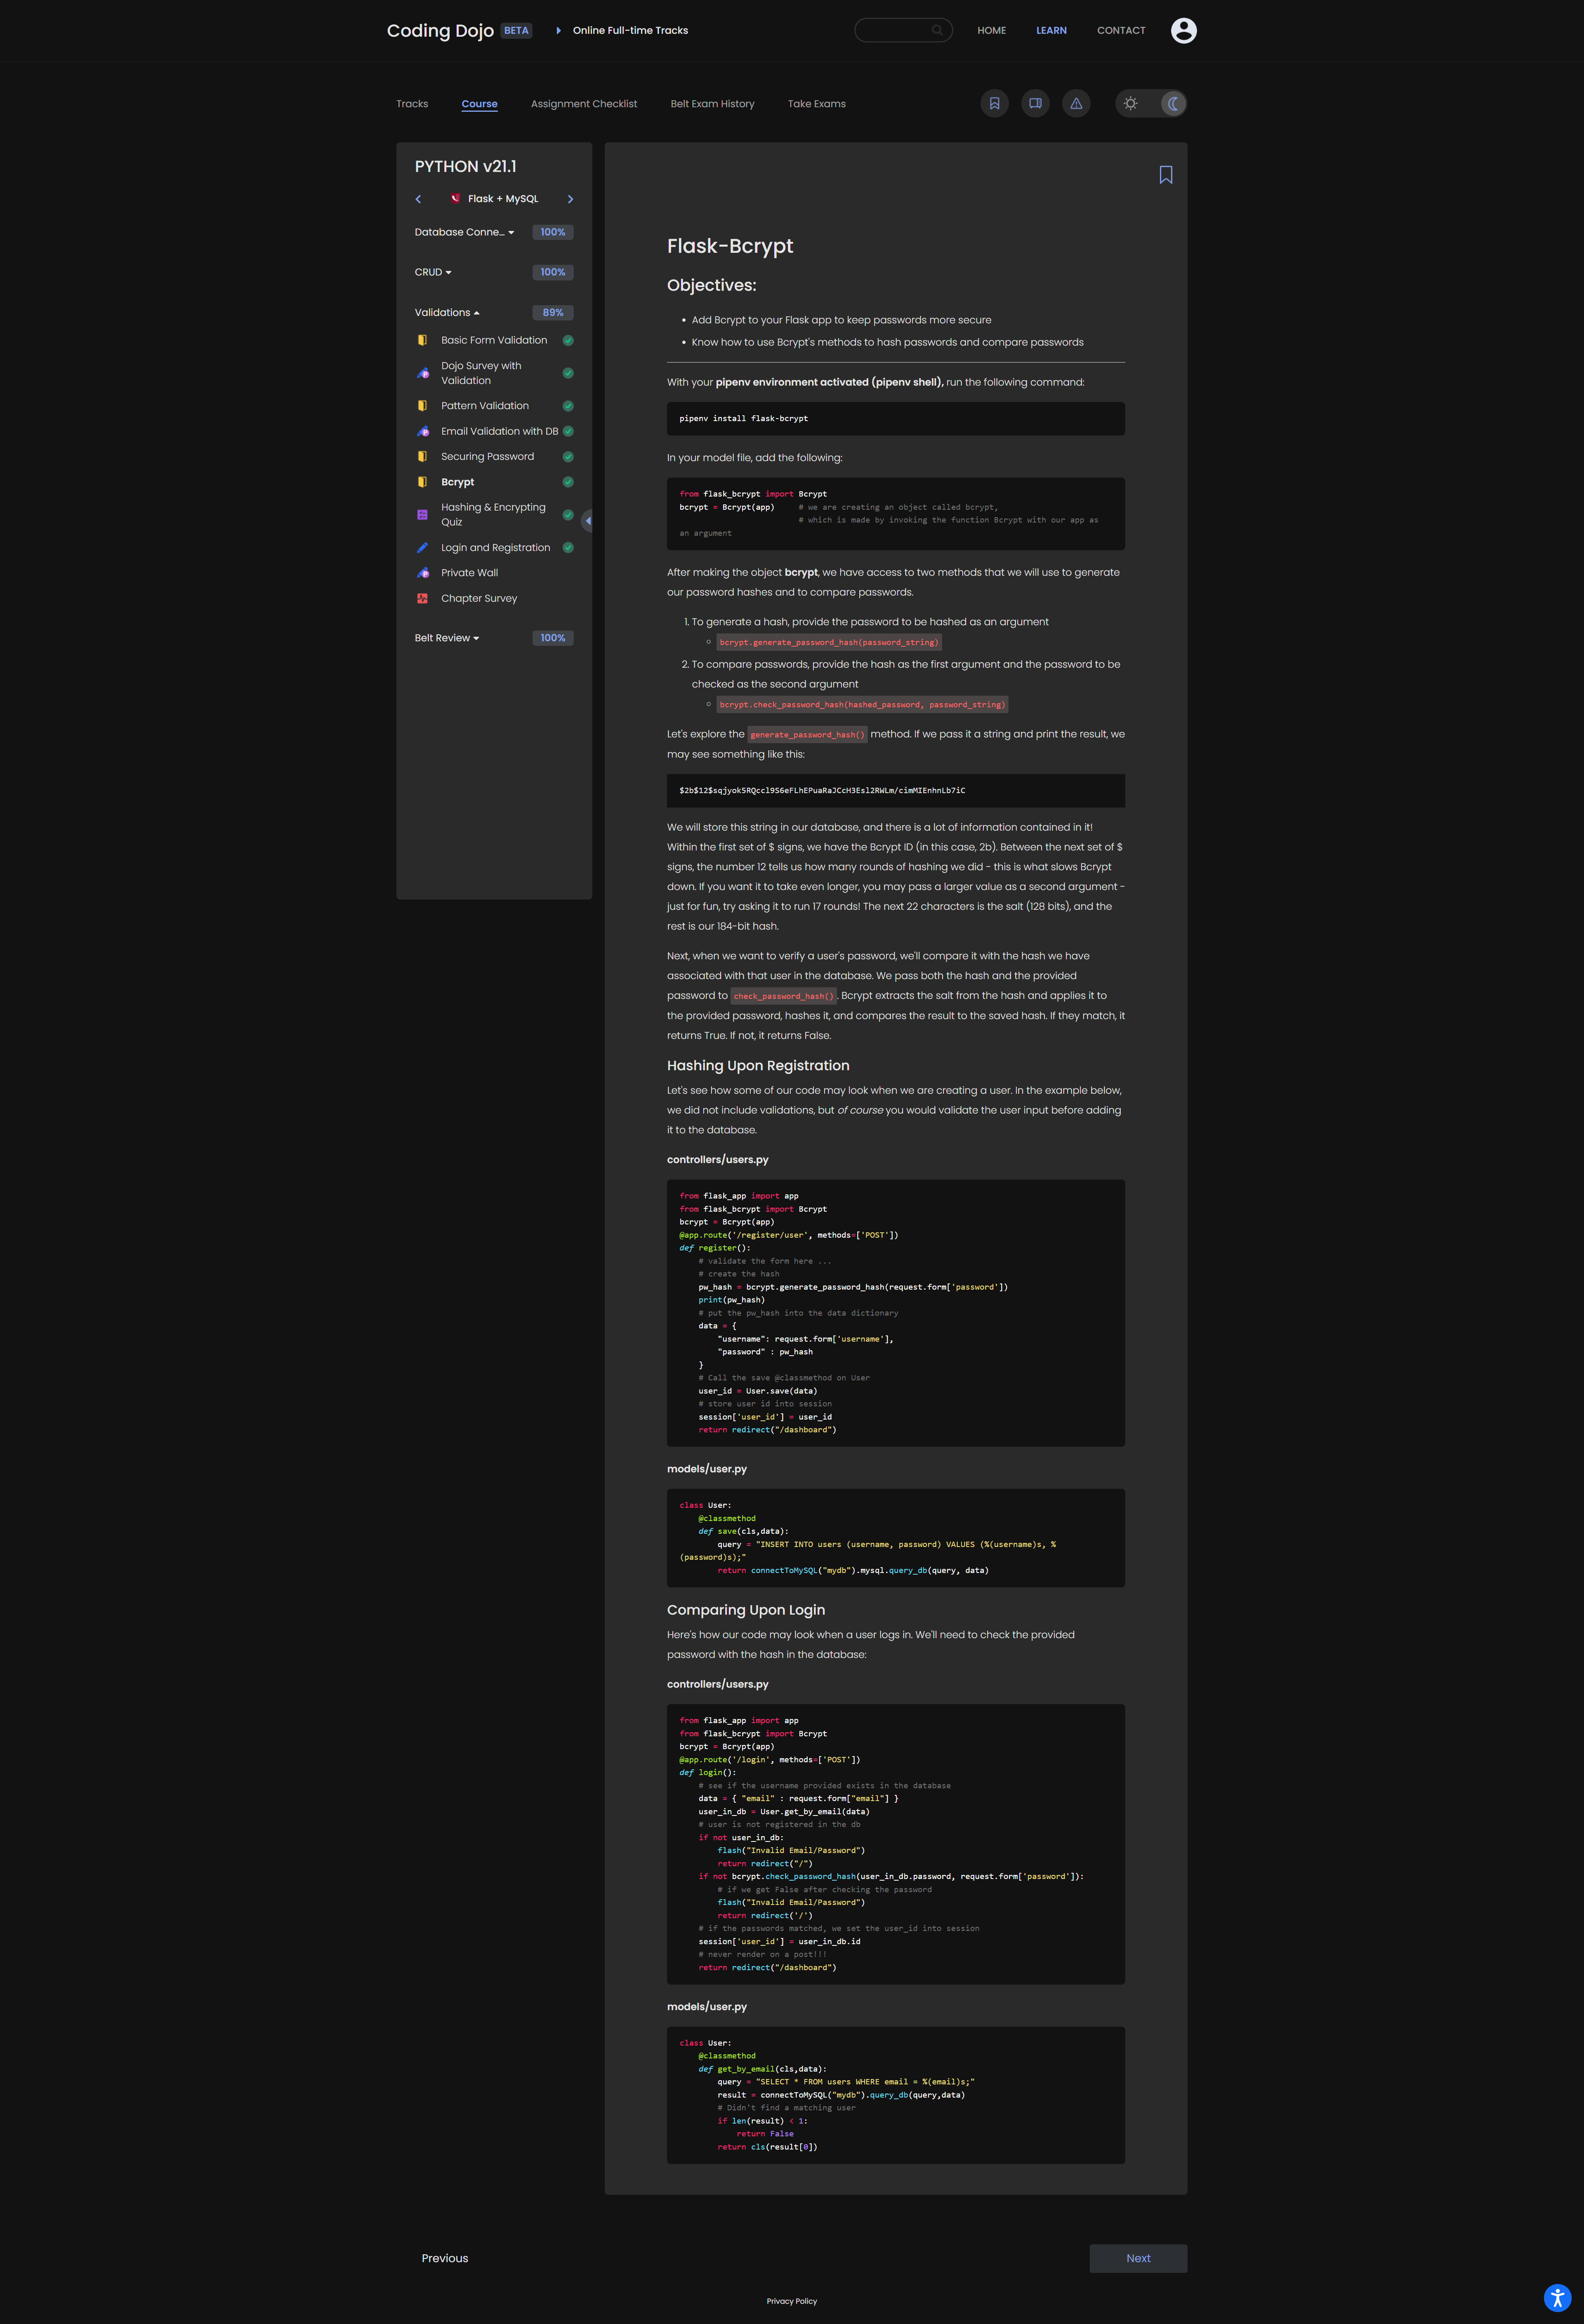 Coding Dojo BETA
Online Full-time Tracks
HOME
LEARN
CONTACT
Tracks
Course
Assignment Checklist
Belt Exam History
Take Exams
PYTHON v21.1
Flask + MySQL
Database Conne... 100%
CRUD 100%
Validations 89%
Basic Form Validation
Dojo Survey with
Validation
Pattern Validation
Email Validation with DB
Securing Password
Bcrypt
Hashing & Encrypting
Quiz
Login and Registration
Private Wall
Chapter Survey
Belt Review 100%
Flask-Bcrypt
Objectives:
• Add Bcrypt to your Flask app to keep passwords more secure
• Know how to use Bcrypt's methods to hash passwords and compare passwords
With your pipenv environment activated (pipenv shell), run the following command:
pipenv install flask-bcrypt
In your model file, add the following:
from flask_bcrypt import Bcrypt
bcrypt = Bcrypt(app)     # we are creating an object called bcrypt,
                         # which is made by invoking the function Bcrypt with our app as
an argument
After making the object bcrypt, we have access to two methods that we will use to generate
our password hashes and to compare passwords.
1. To generate a hash, provide the password to be hashed as an argument
bcrypt.generate_password_hash(password_string)
2. To compare passwords, provide the hash as the first argument and the password to be
checked as the second argument
bcrypt.check_password_hash(hashed_password, password_string)
Let's explore the generate_password_hash() method. If we pass it a string and print the result, we
may see something like this:
$2b$12$sqjyok5RQccl9S6eFLhEPuaRaJCcH3Esl2RWLm/cimMIEnhnLb7iC
We will store this string in our database, and there is a lot of information contained in it!
Within the first set of $ signs, we have the Bcrypt ID (in this case, 2b). Between the next set of $
signs, the number 12 tells us how many rounds of hashing we did - this is what slows Bcrypt
down. If you want it to take even longer, you may pass a larger value as a second argument -
just for fun, try asking it to run 17 rounds! The next 22 characters is the salt (128 bits), and the
rest is our 184-bit hash.
Next, when we want to verify a user's password, we'll compare it with the hash we have
associated with that user in the database. We pass both the hash and the provided
password to check_password_hash(). Bcrypt extracts the salt from the hash and applies it to
the provided password, hashes it, and compares the result to the saved hash. If they match, it
returns True. If not, it returns False.
Hashing Upon Registration
Let's see how some of our code may look when we are creating a user. In the example below,
we did not include validations, but of course you would validate the user input before adding
it to the database.
controllers/users.py
from flask_app import app
from flask_bcrypt import Bcrypt
bcrypt = Bcrypt(app)
@app.route('/register/user', methods=['POST'])
def register():
    # validate the form here ...
    # create the hash
    pw_hash = bcrypt.generate_password_hash(request.form['password'])
    print(pw_hash)
    # put the pw_hash into the data dictionary
    data = {
        "username": request.form['username'],
        "password" : pw_hash
    }
    # Call the save @classmethod on User
    user_id = User.save(data)
    # store user id into session
    session['user_id'] = user_id
    return redirect("/dashboard")
models/user.py
class User:
    @classmethod
    def save(cls,data):
        query = "INSERT INTO users (username, password) VALUES (%(username)s, %
(password)s);"
        return connectToMySQL("mydb").mysql.query_db(query, data)
Comparing Upon Login
Here's how our code may look when a user logs in. We'll need to check the provided
password with the hash in the database:
controllers/users.py
from flask_app import app
from flask_bcrypt import Bcrypt
bcrypt = Bcrypt(app)
@app.route('/login', methods=['POST'])
def login():
    # see if the username provided exists in the database
    data = { "email" : request.form["email"] }
    user_in_db = User.get_by_email(data)
    # user is not registered in the db
    if not user_in_db:
        flash("Invalid Email/Password")
        return redirect("/")
    if not bcrypt.check_password_hash(user_in_db.password, request.form['password']):
        # if we get False after checking the password
        flash("Invalid Email/Password")
        return redirect('/')
    # if the passwords matched, we set the user_id into session
    session['user_id'] = user_in_db.id
    # never render on a post!!!
    return redirect("/dashboard")
models/user.py
class User:
    @classmethod
    def get_by_email(cls,data):
        query = "SELECT * FROM users WHERE email = %(email)s;"
        result = connectToMySQL("mydb").query_db(query,data)
        # Didn't find a matching user
        if len(result) < 1:
            return False
        return cls(result[0])
Previous
Next
Privacy Policy